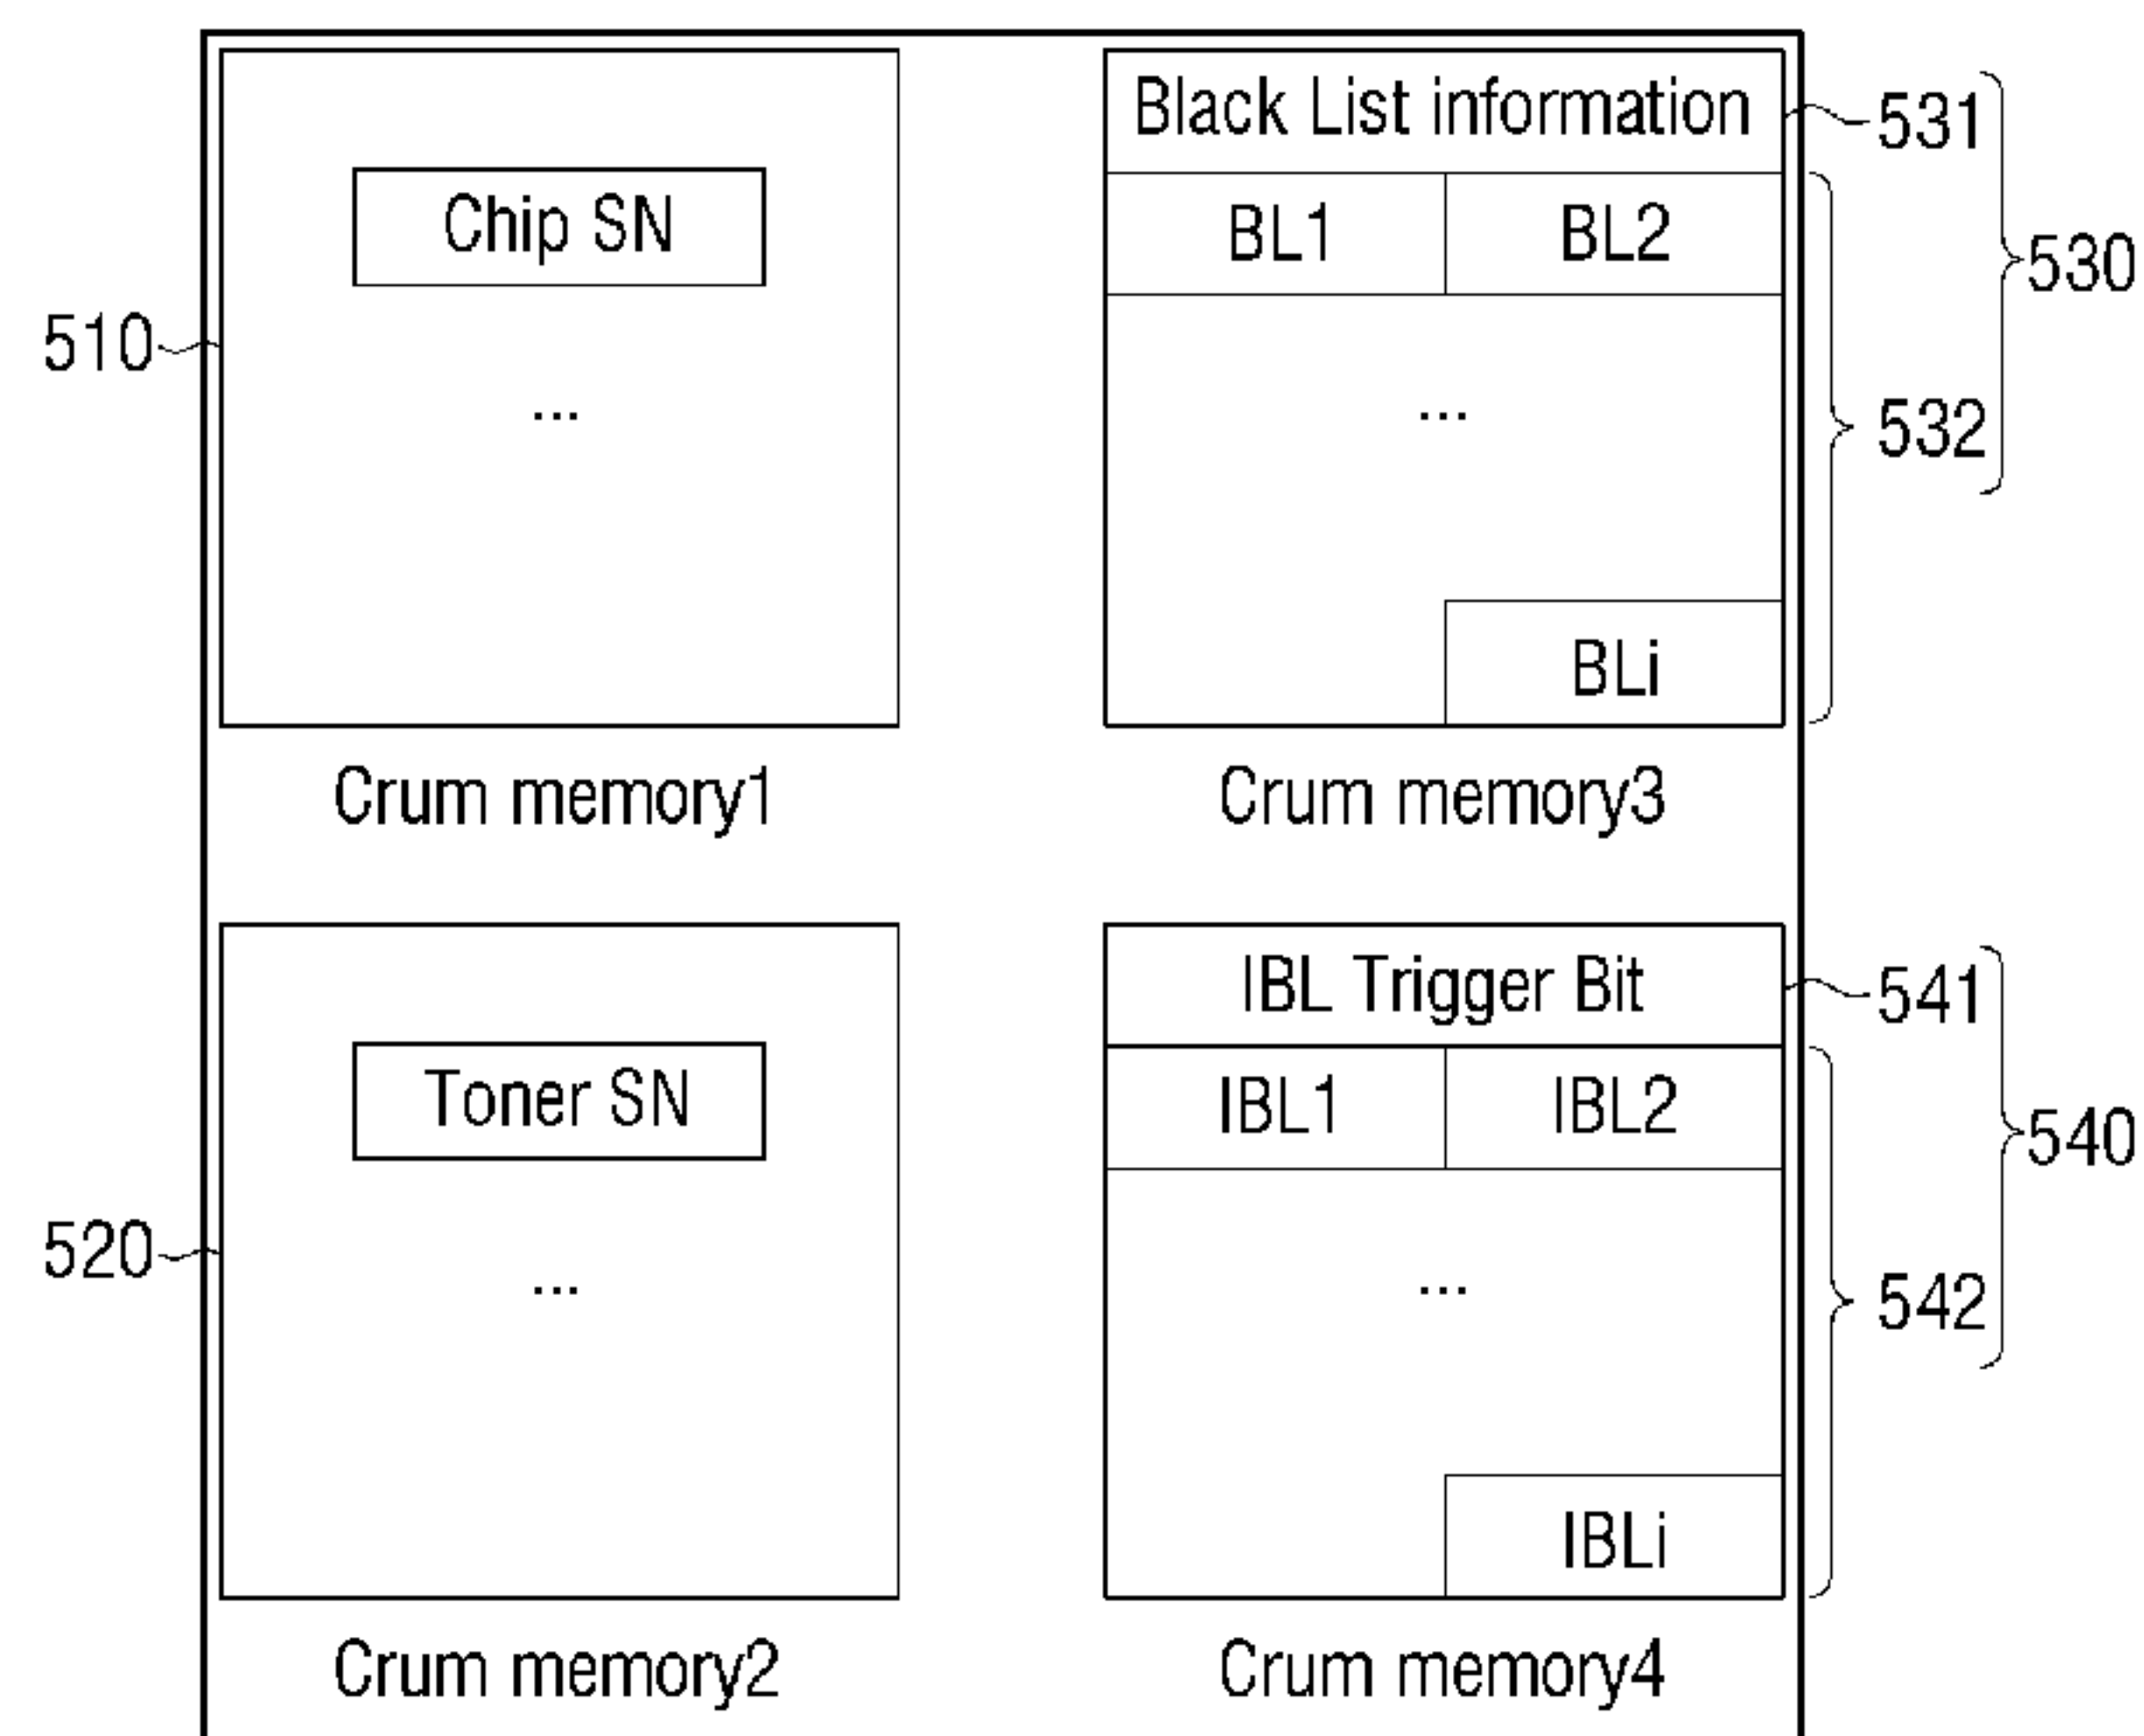 Black List information
531
Chip SN
BL1 BL2
530
510
...
...
532
BLi
Crum memory1
Crum memory3
IBL Trigger Bit
541
Toner SN
IBL1 IBL2
540
520
...
...
542
IBLi
Crum memory2
Crum memory4